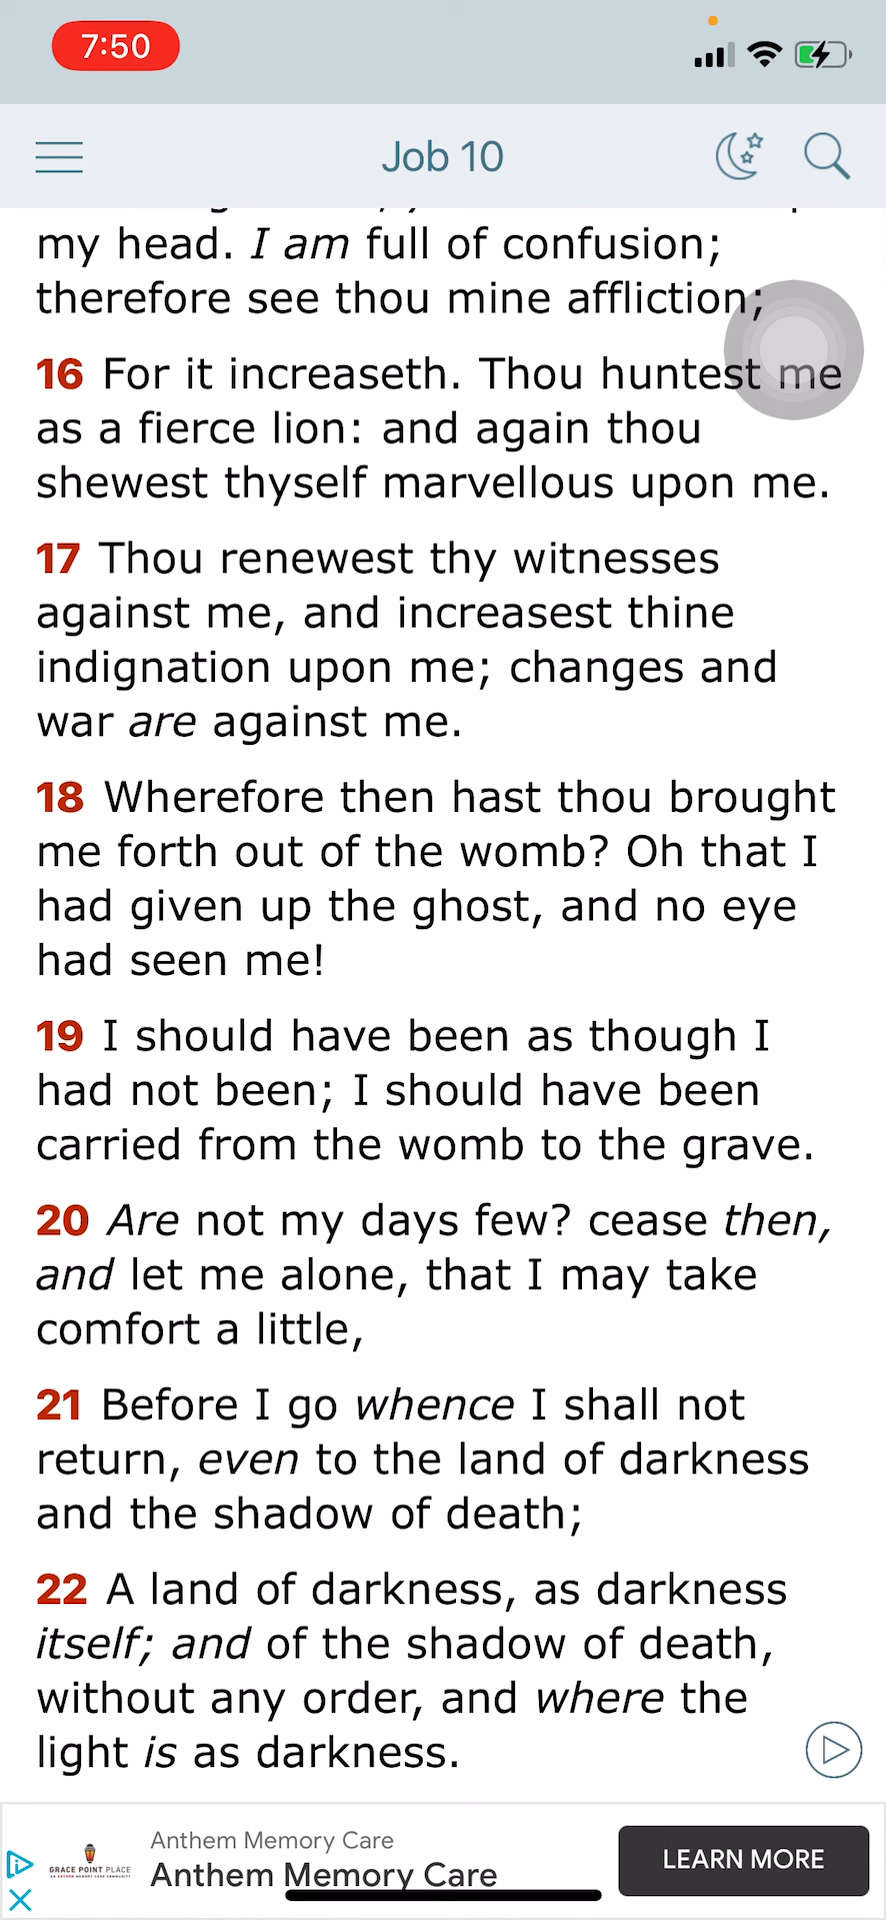 7:50
Job 10
my head. I am full of confusion;
therefore see thou mine affliction;
16 For it increaseth. Thou huntest me
as a fierce lion: and again thou
shewest thyself marvellous upon me.
17 Thou renewest thy witnesses
against me, and increasest thine
indignation upon me; changes and
war are against me.
18 Wherefore then hast thou brought
me forth out of the womb? Oh that I
had given up the ghost, and no eye
had seen me!
19 I should have been as though I
had not been; I should have been
carried from the womb to the grave.
20 Are not my days few? cease then,
and let me alone, that I may take
comfort a little,
21 Before I go whence I shall not
return, even to the land of darkness
and the shadow of death;
22 A land of darkness, as darkness
itself; and of the shadow of death,
without any order, and where the
light is as darkness.
GRACE POINT PLACE
Anthem Memory Care
Anthem Memory Care
LEARN MORE